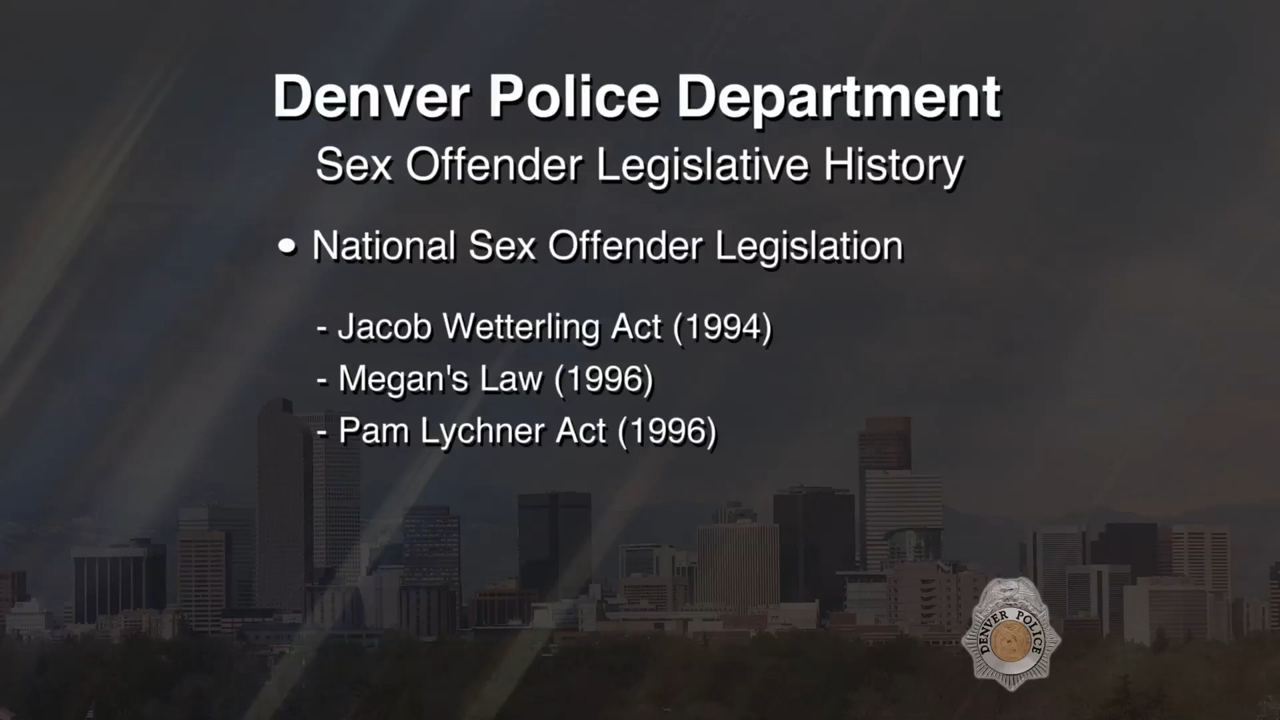 Denver Police Department
Sex Offender Legislative History
• National Sex Offender Legislation
- Jacob Wetterling Act (1994)
- Megan's Law (1996)
- Pam Lychner Act (1996)
DENVER POLICE